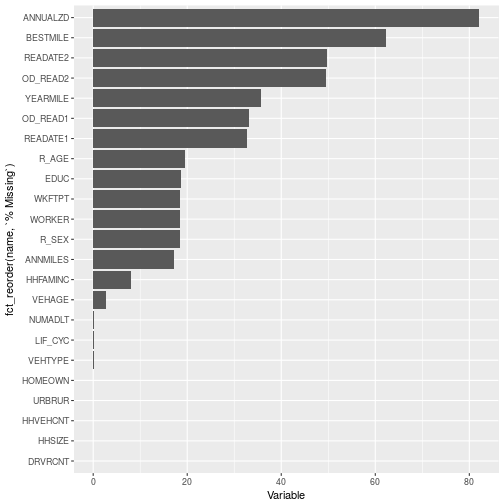 ANNUALZD
BESTMILE
READATE2
OD_READ2
YEARMILE
OD_READ1
READATE1
R_AGE
EDUC
WKFTPT
WORKER
R_SEX
ANNMILES
HHFAMINC
VEHAGE
NUMADLT
LIF_CYC
VEHTYPE
HOMEOWN
URBRUR
HHVEHCNT
HHSIZE
DRVRCNT
fct_reorder(name, `% Missing`)
0 20 40 60 80
Variable